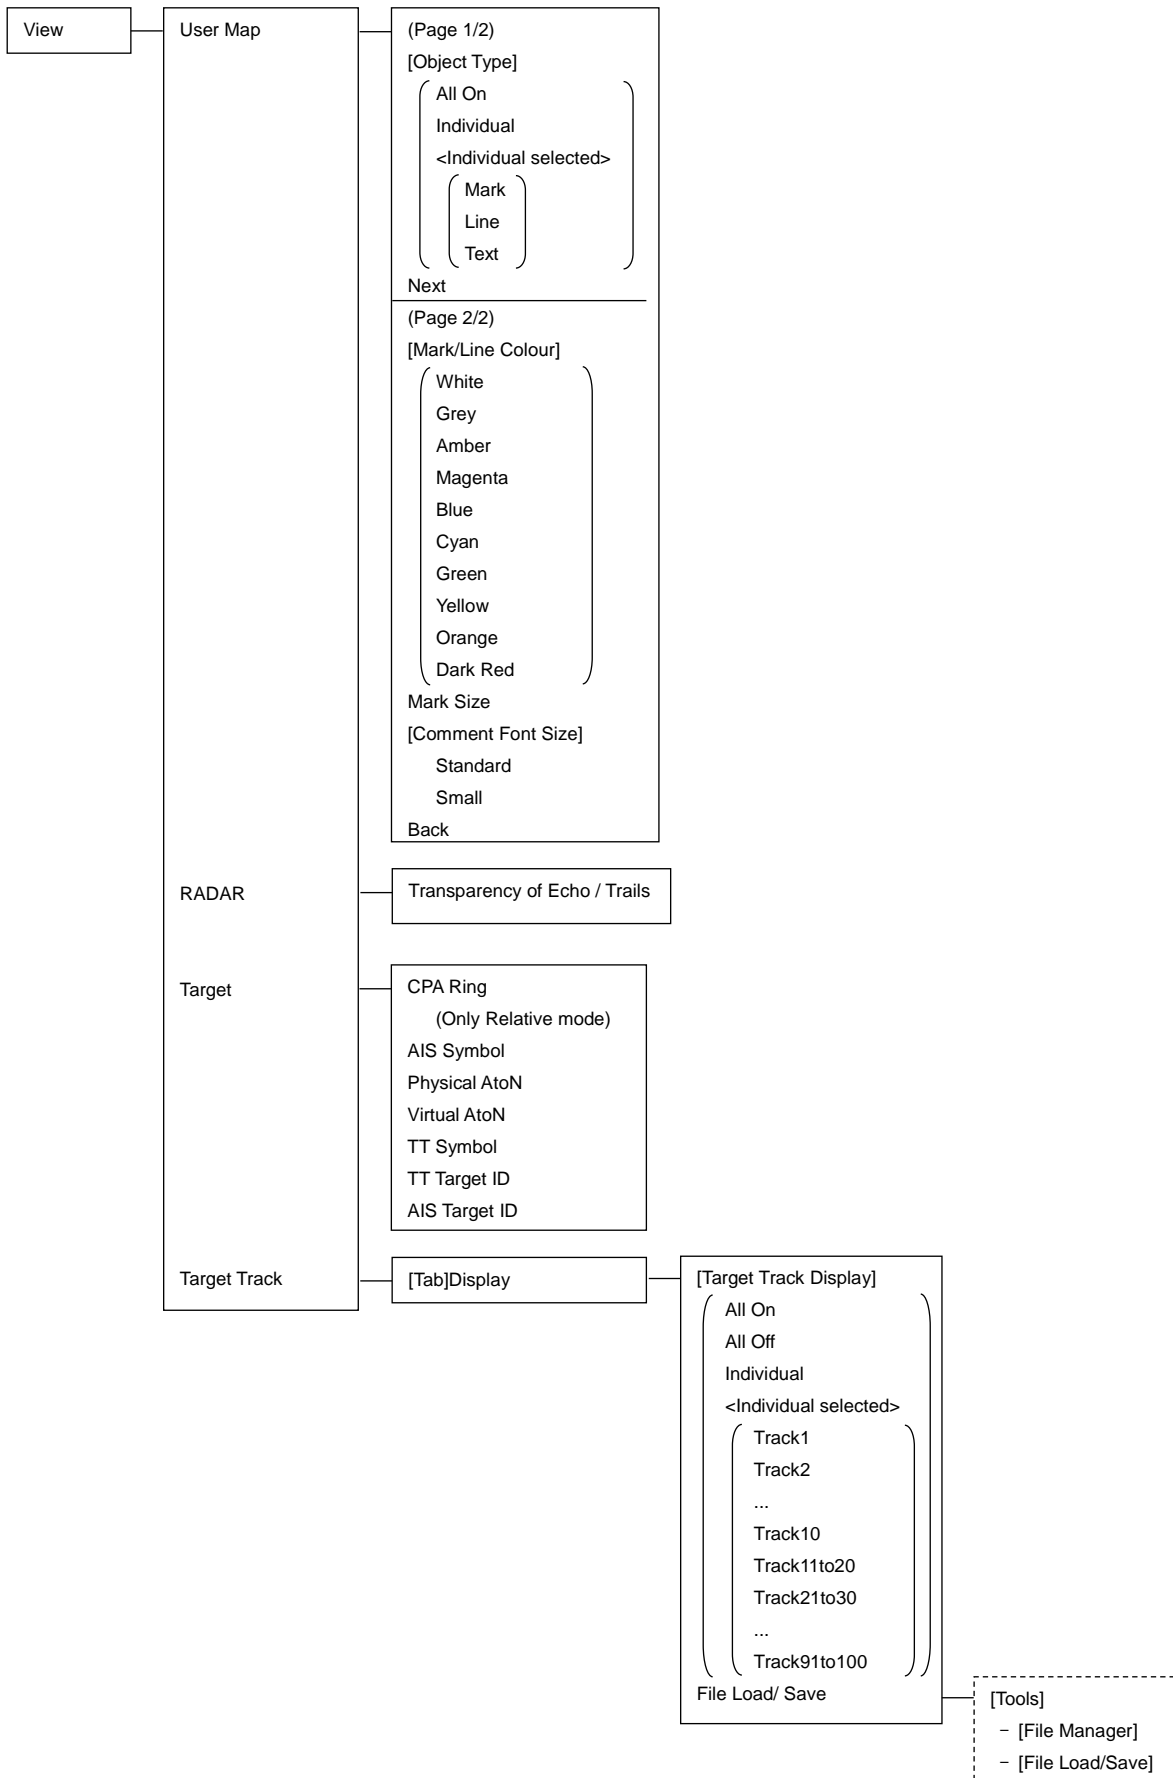 View
User Map
(Page 1/2)
[Object Type]
All On
Individual
<Individual selected>
Mark
Line
Text
Next
(Page 2/2)
[Mark/Line Colour]
White
Grey
Amber
Magenta
Blue
Cyan
Green
Yellow
Orange
Dark Red
Mark Size
[Comment Font Size]
Standard
Small
Back
RADAR
Transparency of Echo / Trails
Target
CPA Ring
(Only Relative mode)
AIS Symbol
Physical AtoN
Virtual AtoN
TT Symbol
TT Target ID
AIS Target ID
Target Track
[Tab]Display
[Target Track Display]
All On
All Off
Individual
<Individual selected>
Track1
Track2
...
Track10
Track11to20
Track21to30
...
Track91to100
File Load/ Save
[Tools]
− [File Manager]
− [File Load/Save]